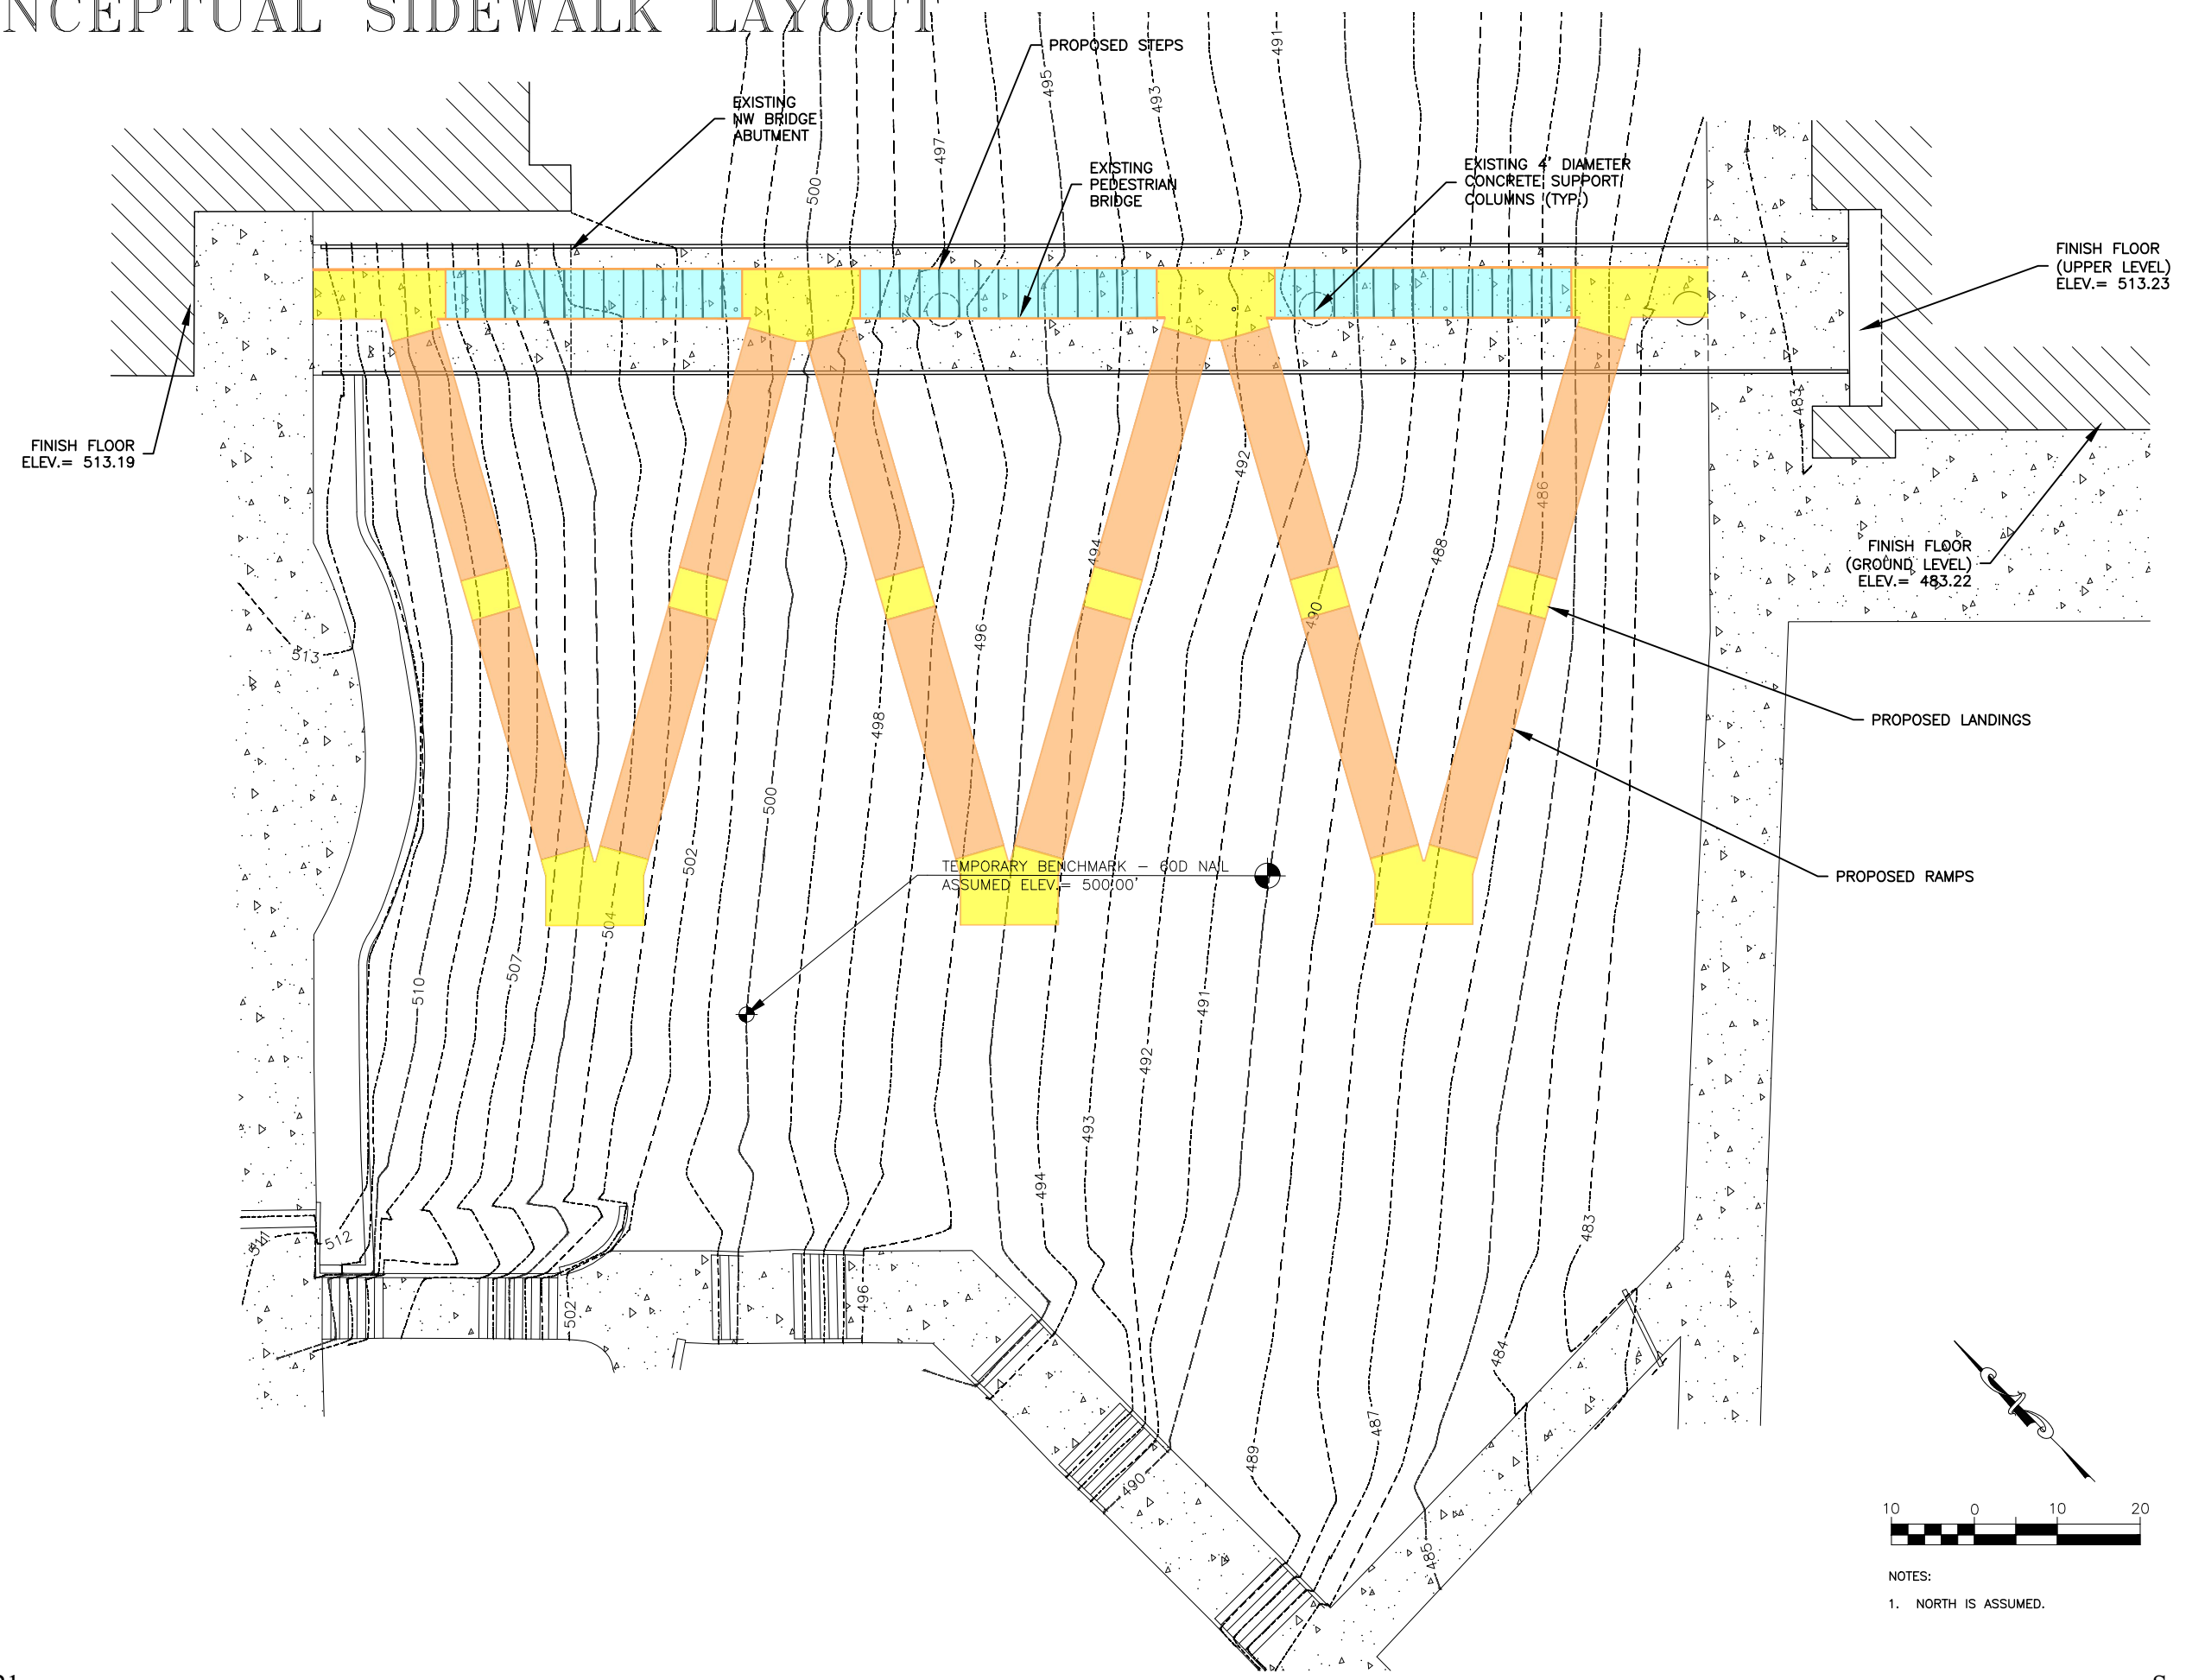 NCEPTUAL SIDEWALK LAYOUT
PROPOSED STEPS
EXISTING
NW BRIDGE
ABUTMENT
EXISTING
PEDESTRIAN
BRIDGE
EXISTING 4' DIAMETER
CONCRETE SUPPORT
COLUMNS (TYP.)
FINISH FLOOR
(UPPER LEVEL)
ELEV.= 513.23
FINISH FLOOR
ELEV.= 513.19
FINISH FLOOR
(GROUND LEVEL)
ELEV.= 483.22
PROPOSED LANDINGS
PROPOSED RAMPS
TEMPORARY BENCHMARK – 60D NAIL
ASSUMED ELEV.= 500.00'
491
495
493
497
500
483
492
486
494
488
490
496
513
498
500
502
504
507
510
491
492
493
494
483
511
512
502
496
484
487
489
490
485
10 0 10 20
NOTES:
1. NORTH IS ASSUMED.